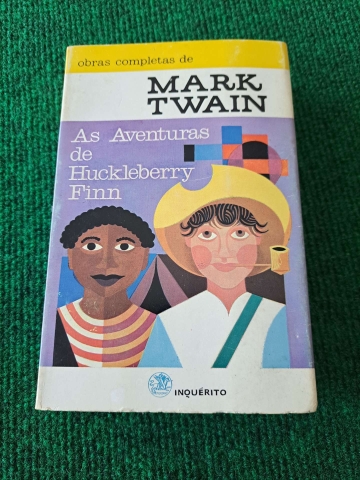 obras completas de
MARK
TWAIN
As Aventuras
de
Huckleberry
Finn
INQUÉRITO